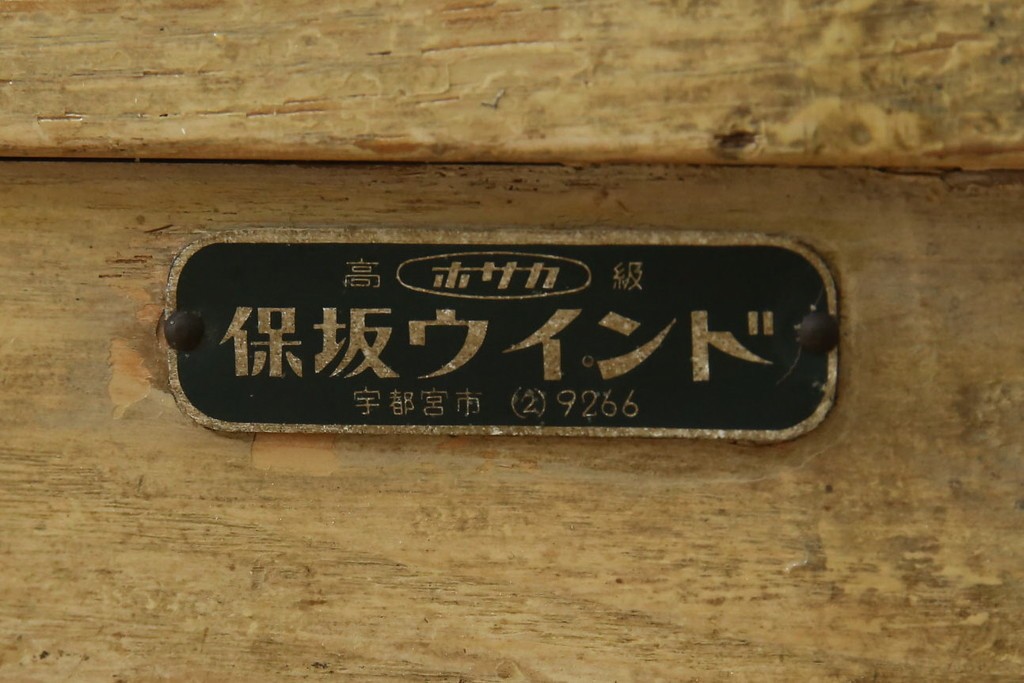 高 ホサカ 級
保坂ウインド
宇都宮市 (2)9266